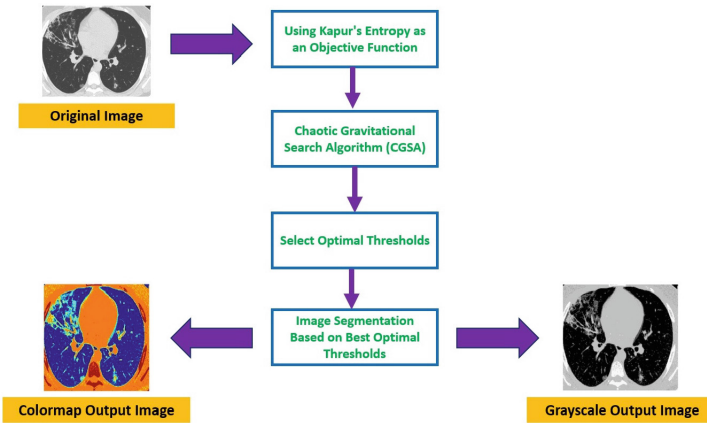 Original Image
Using Kapur's Entropy as
an Objective Function
Chaotic Gravitational
Search Algorithm (CGSA)
Select Optimal Thresholds
Image Segmentation
Based on Best Optimal
Thresholds
Colormap Output Image
Grayscale Output Image